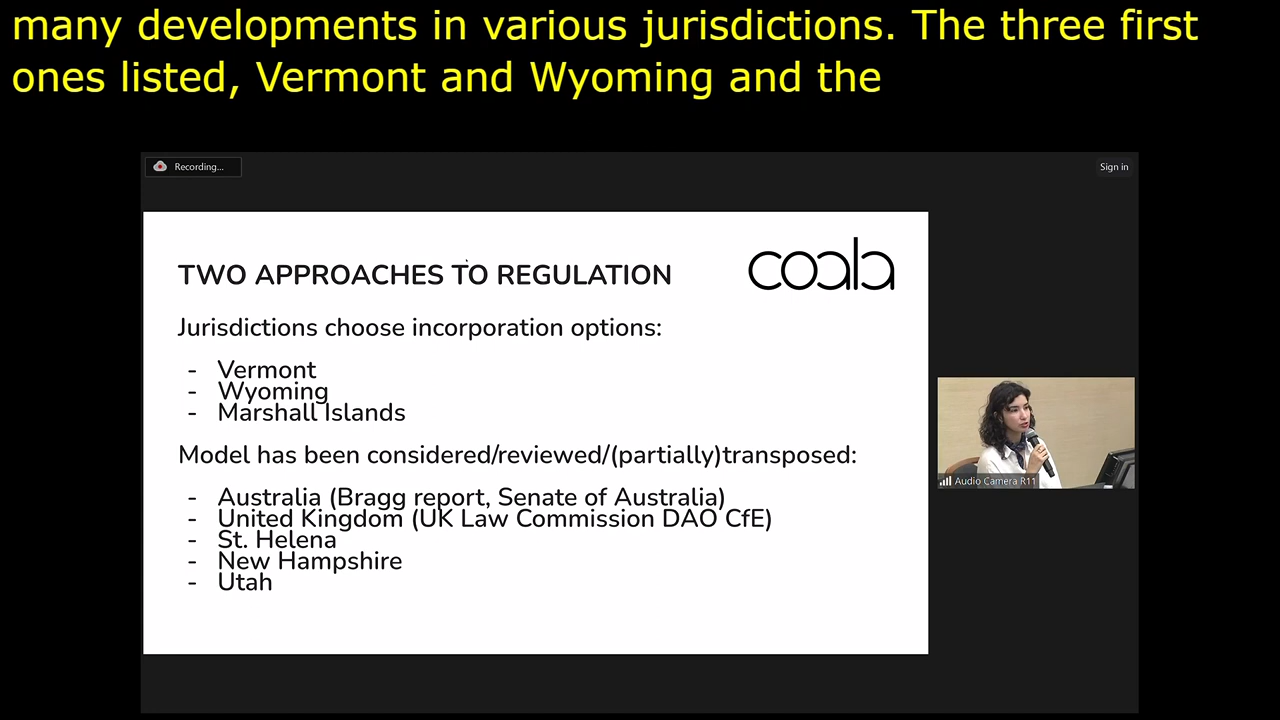 many developments in various jurisdictions. The three first
ones listed, Vermont and Wyoming and the
Recording...
Sign in
coala
TWO APPROACHES TO REGULATION
Jurisdictions choose incorporation options:
- Vermont
- Wyoming
- Marshall Islands
Model has been considered/reviewed/(partially)transposed:
- Australia (Bragg report, Senate of Australia)
- United Kingdom (UK Law Commission DAO CfE)
- St. Helena
- New Hampshire
- Utah
Audio Camera R11